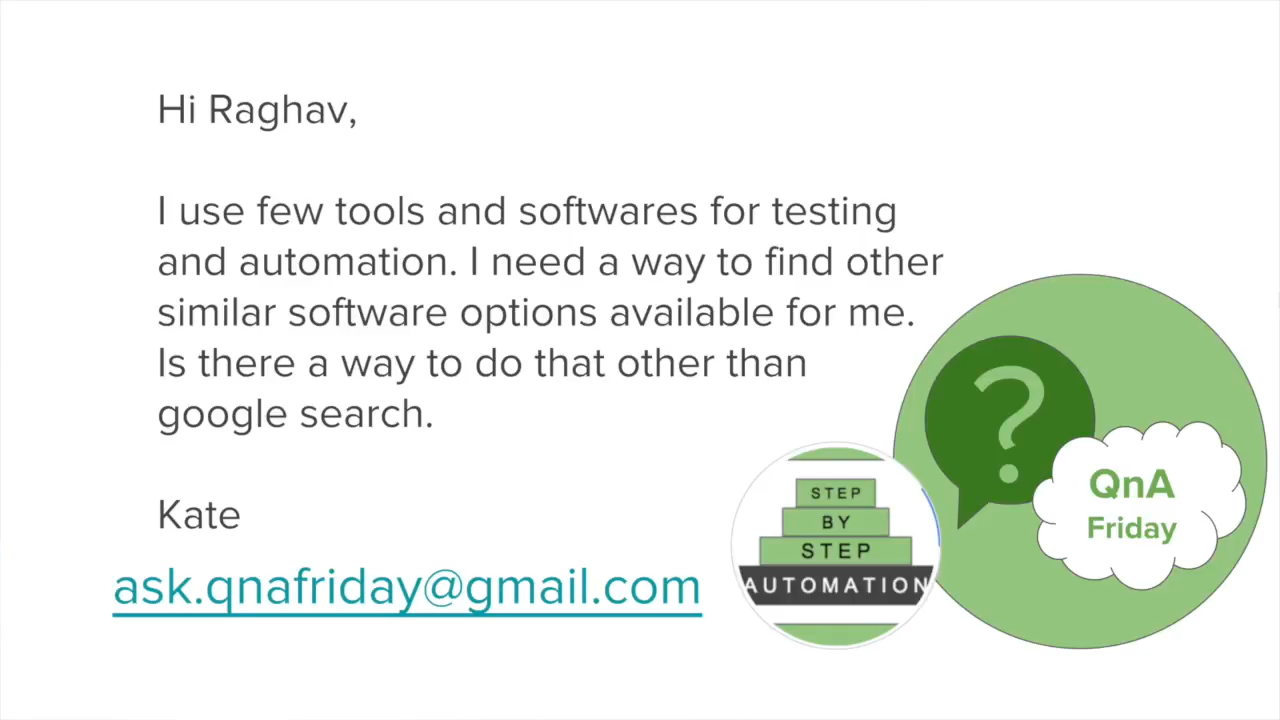 Hi Raghav,
I use few tools and softwares for testing
and automation. I need a way to find other
similar software options available for me.
Is there a way to do that other than
google search.
Kate
ask.qnafriday@gmail.com
STEP
BY
STEP
AUTOMATION
?
QnA
Friday